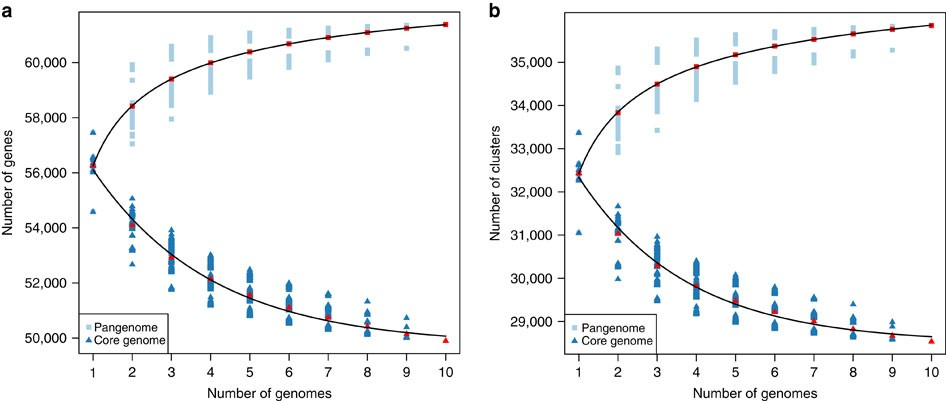 a
Number of genes
60,000
58,000
56,000
54,000
52,000
50,000
Pangenome
Core genome
1 2 3 4 5 6 7 8 9 10
Number of genomes
b
Number of clusters
35,000
34,000
33,000
32,000
31,000
30,000
29,000
Pangenome
Core genome
1 2 3 4 5 6 7 8 9 10
Number of genomes